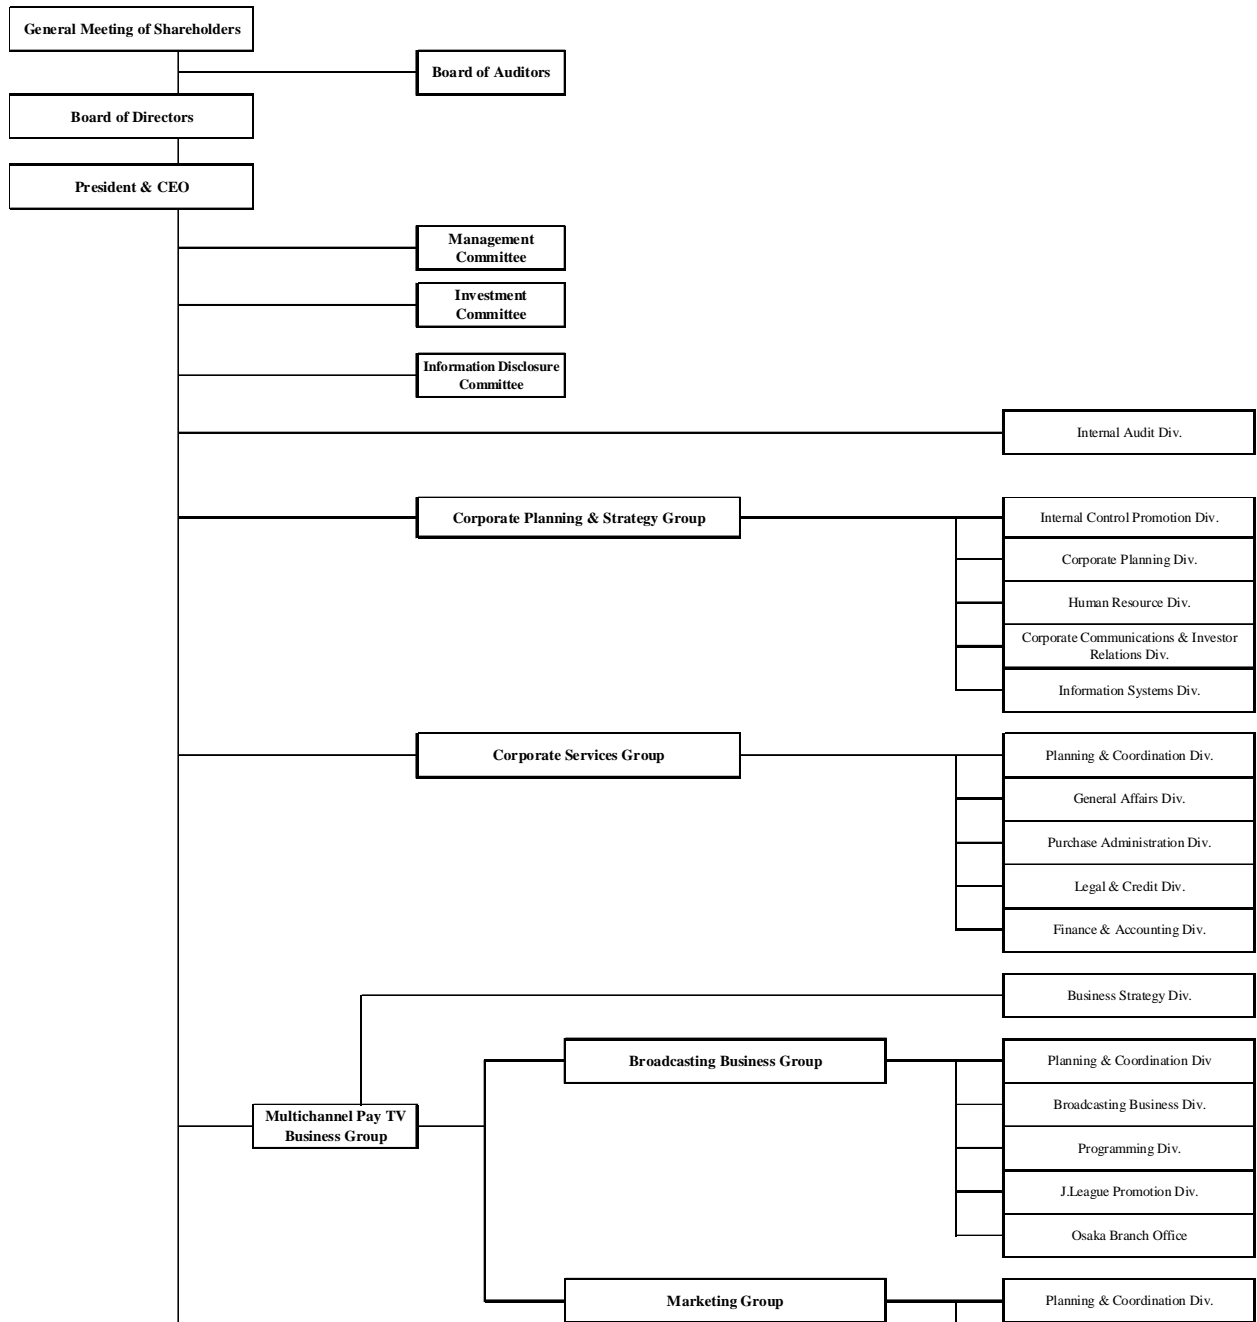 General Meeting of Shareholders
Board of Auditors
Board of Directors
President & CEO
Management
Committee
Investment
Committee
Information Disclosure
Committee
Internal Audit Div.
Corporate Planning & Strategy Group
Internal Control Promotion Div.
Corporate Planning Div.
Human Resource Div.
Corporate Communications & Investor
Relations Div.
Information Systems Div.
Corporate Services Group
Planning & Coordination Div.
General Affairs Div.
Purchase Administration Div.
Legal & Credit Div.
Finance & Accounting Div.
Business Strategy Div.
Multichannel Pay TV
Business Group
Broadcasting Business Group
Planning & Coordination Div
Broadcasting Business Div.
Programming Div.
J.League Promotion Div.
Osaka Branch Office
Marketing Group
Planning & Coordination Div.